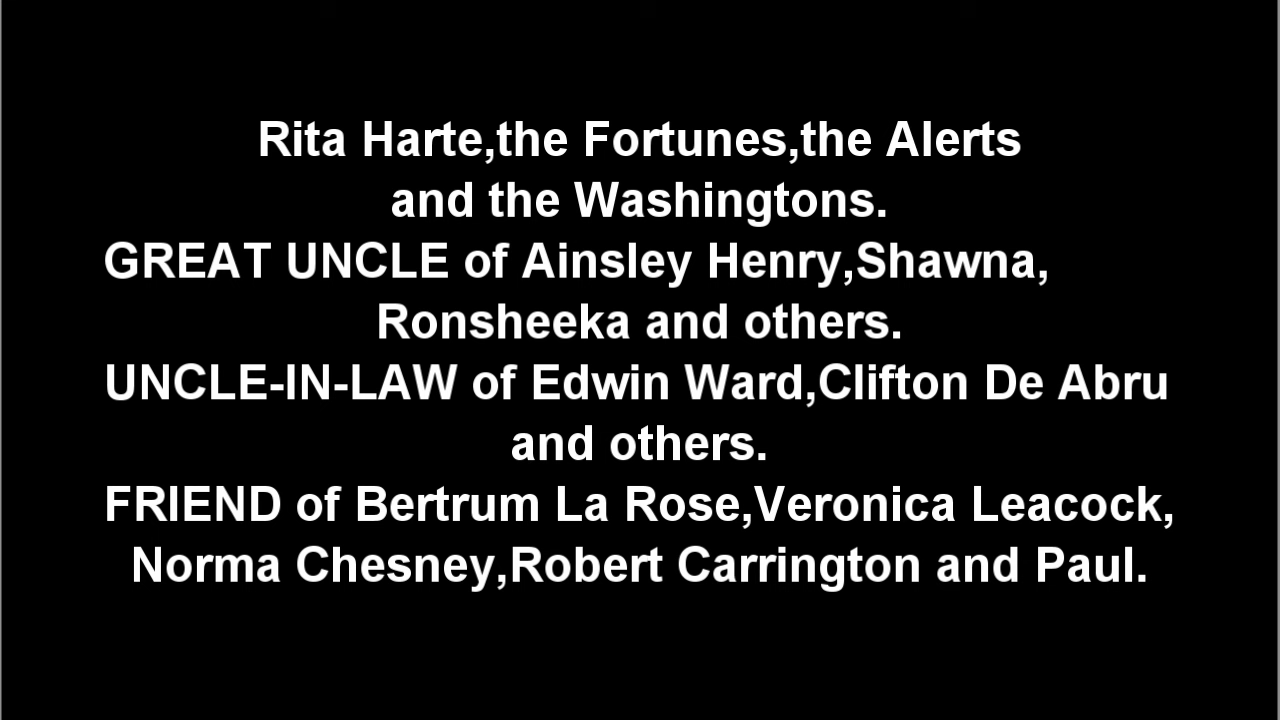 Rita Harte,the Fortunes,the Alerts
and the Washingtons.
GREAT UNCLE of Ainsley Henry,Shawna,
Ronsheeka and others.
UNCLE-IN-LAW of Edwin Ward,Clifton De Abru
and others.
FRIEND of Bertrum La Rose,Veronica Leacock,
Norma Chesney,Robert Carrington and Paul.